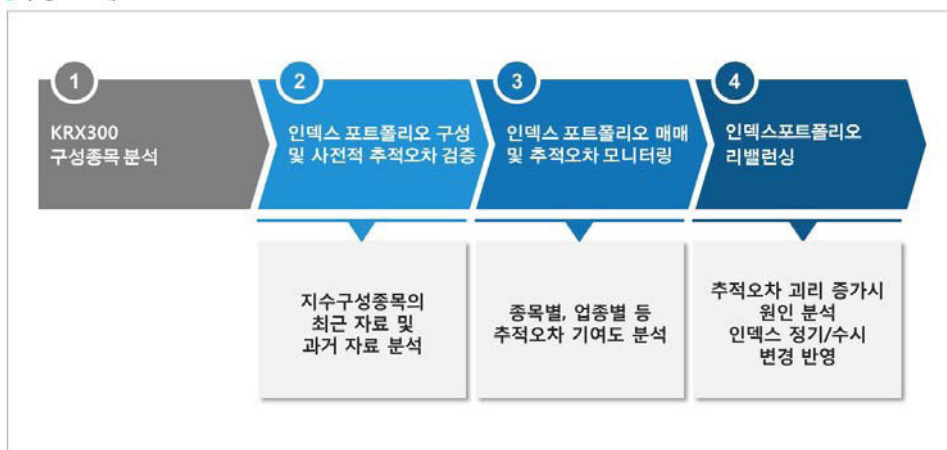 1
KRX300
구성종목 분석
2
인덱스 포트폴리오 구성
및 사전적 추적오차 검증
3
인덱스 포트폴리오 매매
및 추적오차 모니터링
4
인덱스포트폴리오
리밸런싱
지수구성종목의
최근 자료 및
과거 자료 분석
종목별, 업종별 등
추적오차 기여도 분석
추적오차 괴리 증가시
원인 분석
인덱스 정기/수시
변경 반영